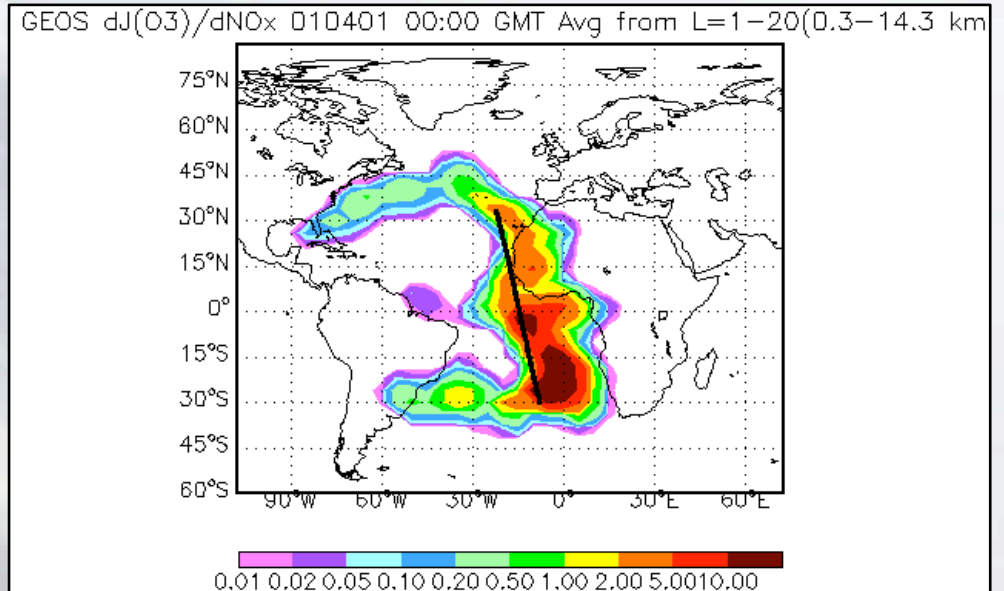 GEOS dJ(O3)/dNOx 010401 00:00 GMT Avg from L=1-20(0.3-14.3 km
75°N
60°N
45°N
30°N
15°N
0°
15°S
30°S
45°S
60°S
90°W 60°W 30°W 0° 30°E 60°E
0.01 0.02 0.05 0.10 0.20 0.50 1.00 2.00 5.0010.00